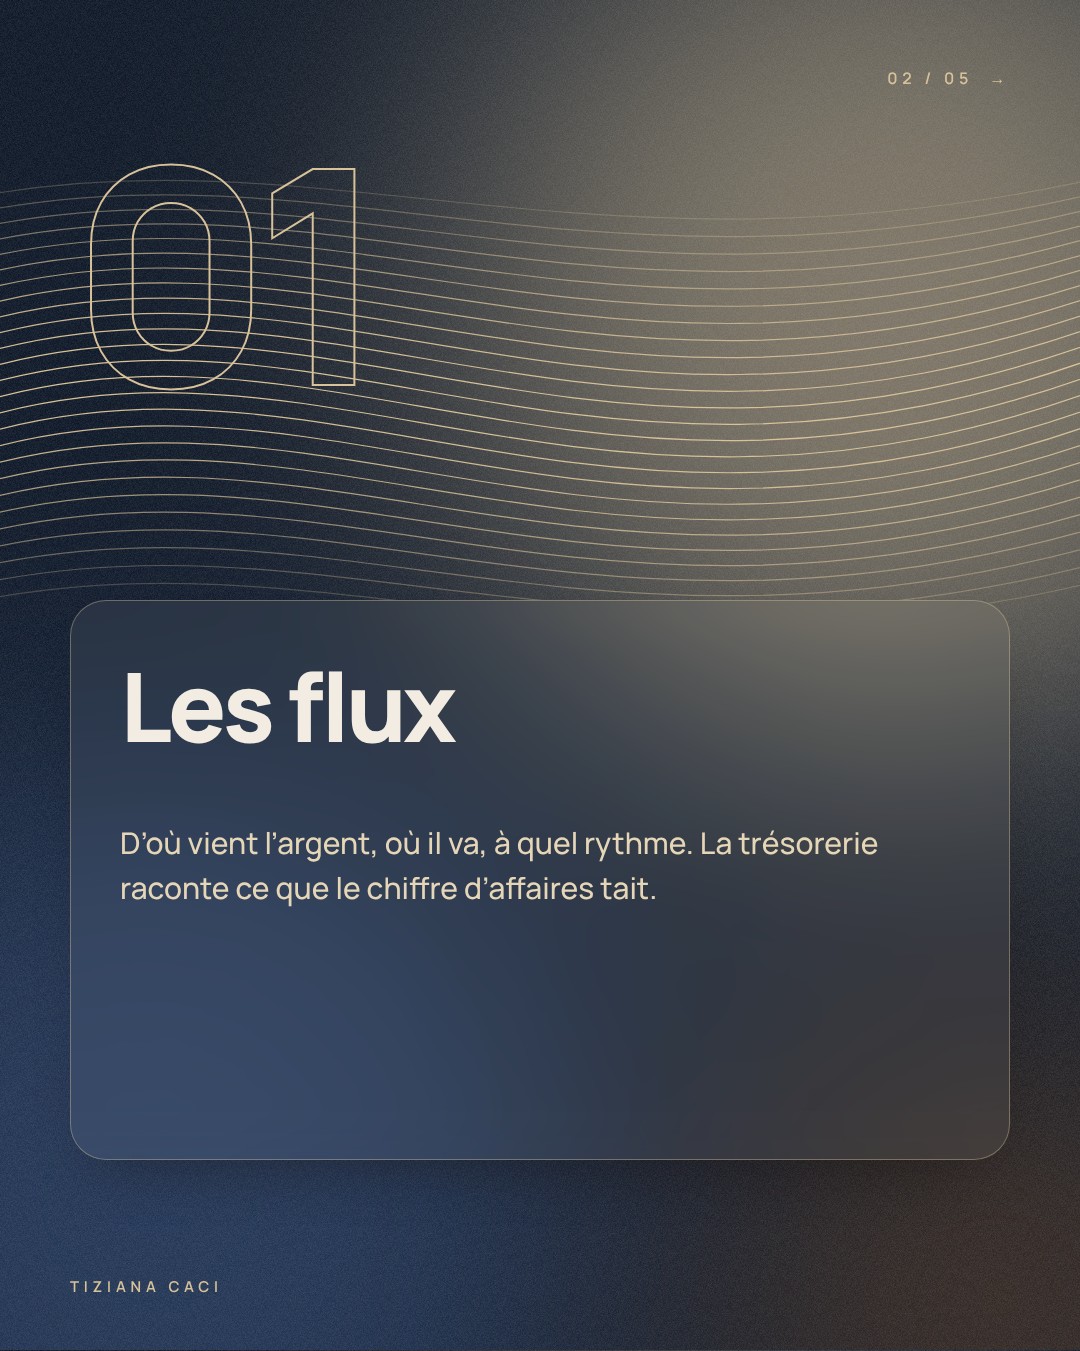 02 / 05 →
01
Les flux
D’où vient l’argent, où il va, à quel rythme. La trésorerie
raconte ce que le chiffre d’affaires tait.
TIZIANA CACI